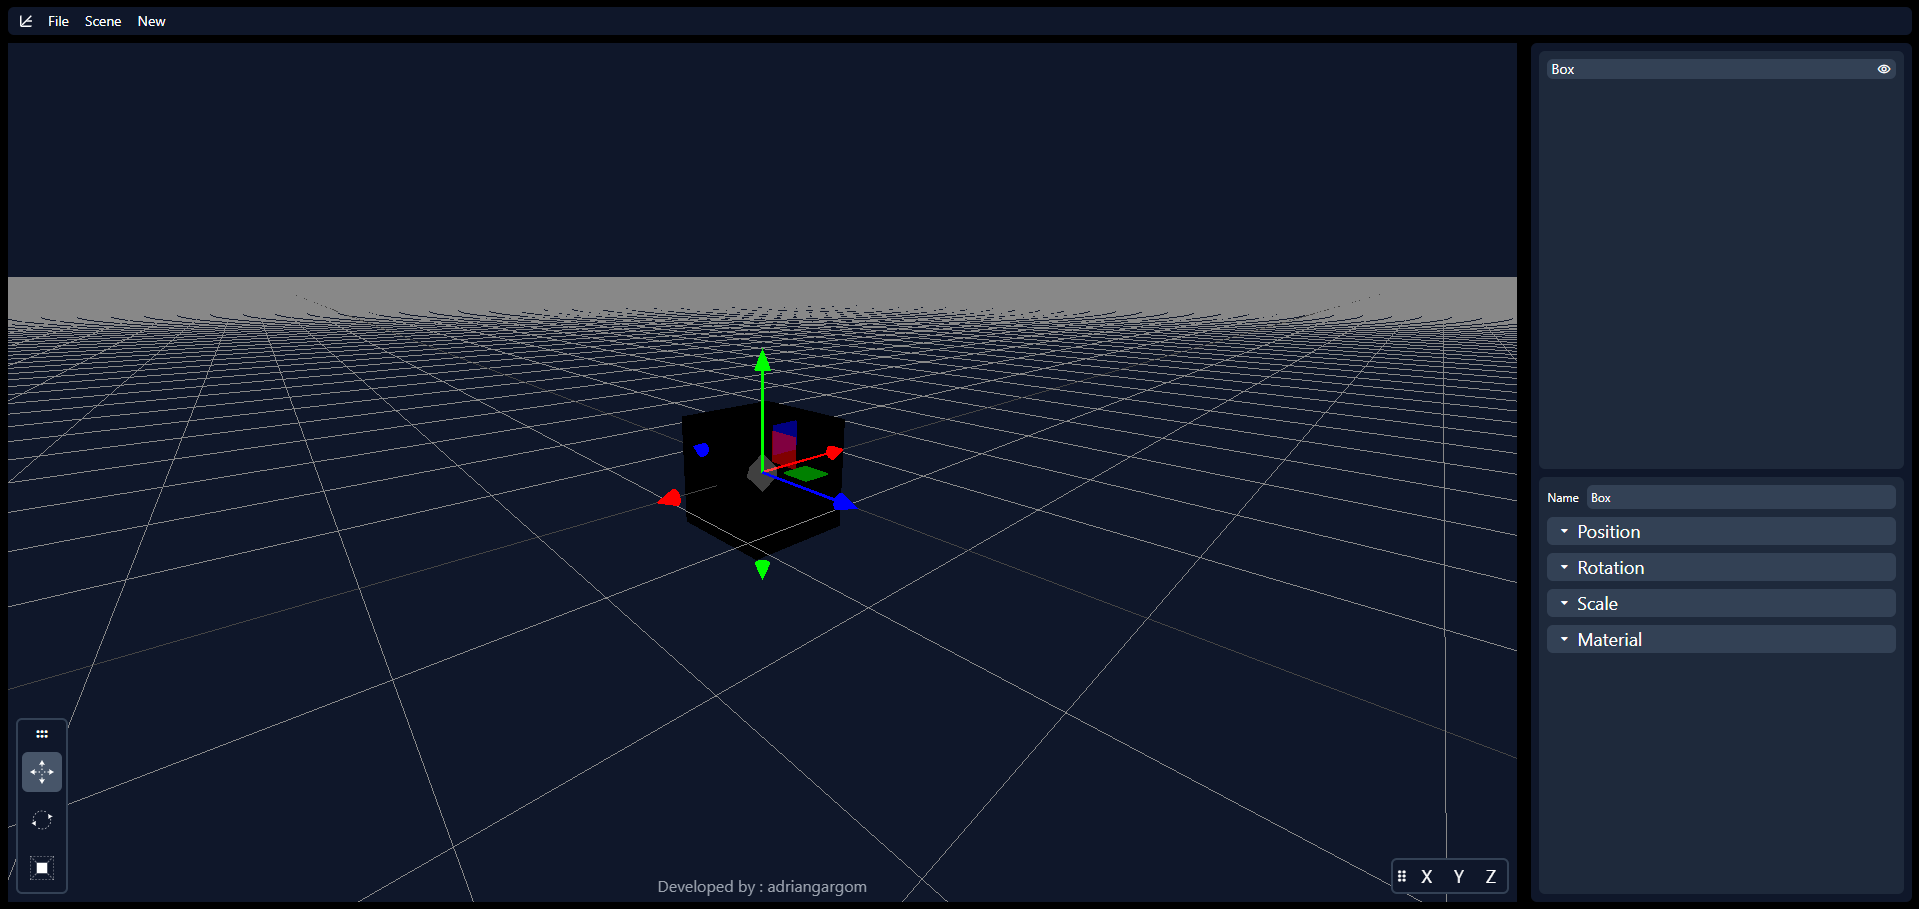 File Scene New
Box
Name Box
Position
Rotation
Scale
Material
Developed by : adriangargom
X Y Z